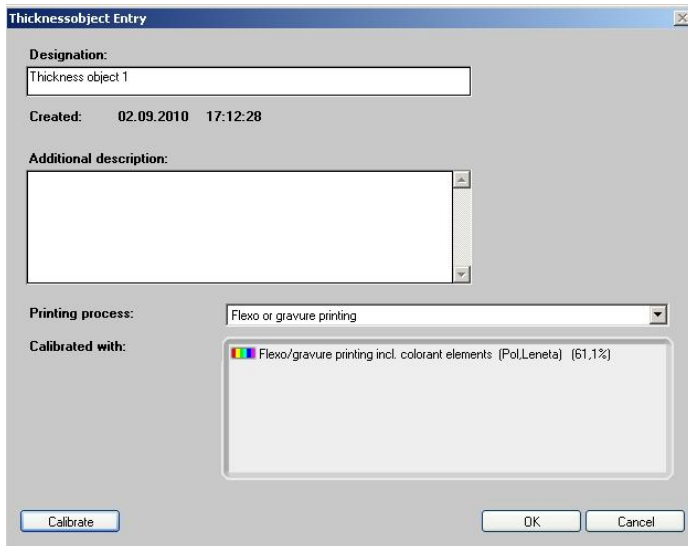 Thicknessobject Entry
Designation:
Thickness object 1
Created: 02.09.2010 17:12:28
Additional description:
Printing process: Flexo or gravure printing
Calibrated with: Flexo/gravure printing incl. colorant elements (Pol,Leneta) (61,1%)
Calibrate OK Cancel